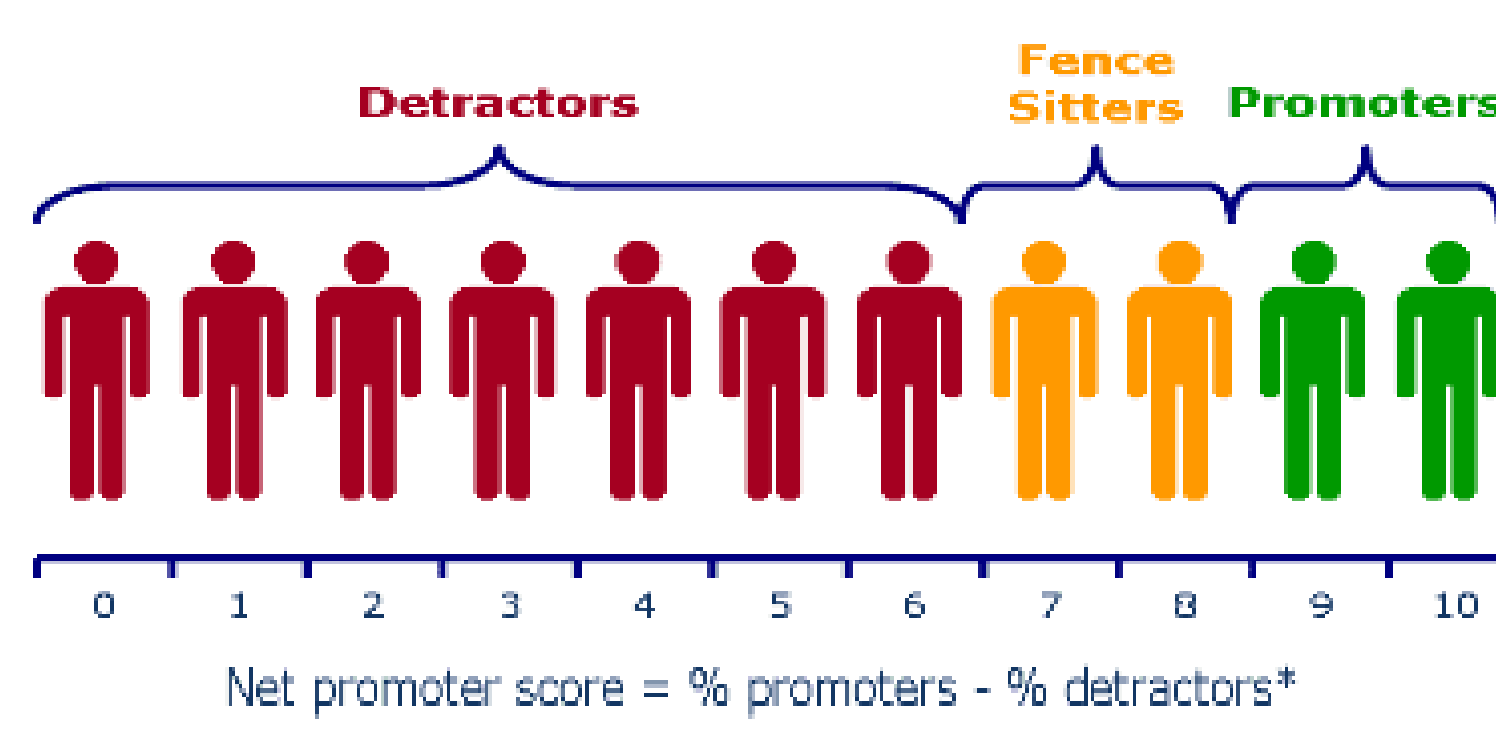 Fence
Sitters
Detractors
Promoters
0 1 2 3 4 5 6 7 8 9 10
Net promoter score = % promoters - % detractors*